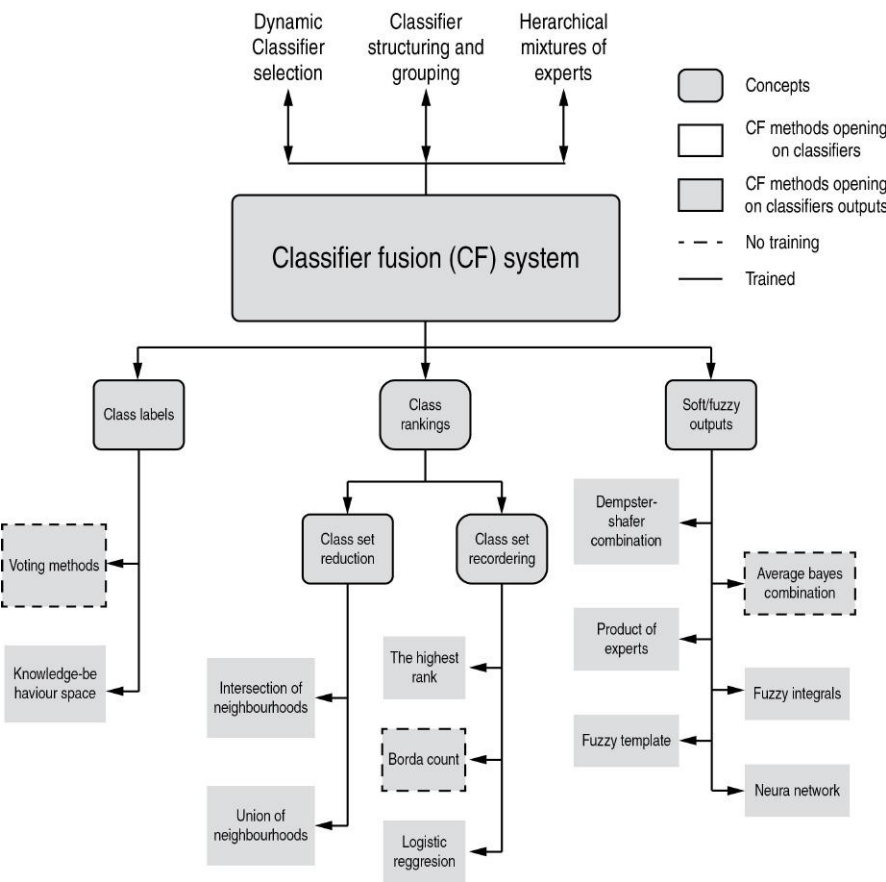 Dynamic
Classifier
selection
Classifier
structuring and
grouping
Herarchical
mixtures of
experts
Concepts
CF methods opening
on classifiers
CF methods opening
on classifiers outputs
No training
Trained
Classifier fusion (CF) system
Class labels
Class
rankings
Soft/fuzzy
outputs
Voting methods
Knowledge-be
haviour space
Class set
reduction
Class set
recordering
Intersection of
neighbourhoods
Union of
neighbourhoods
The highest
rank
Borda count
Logistic
reggresion
Dempster-
shafer
combination
Average bayes
combination
Product of
experts
Fuzzy integrals
Fuzzy template
Neura network